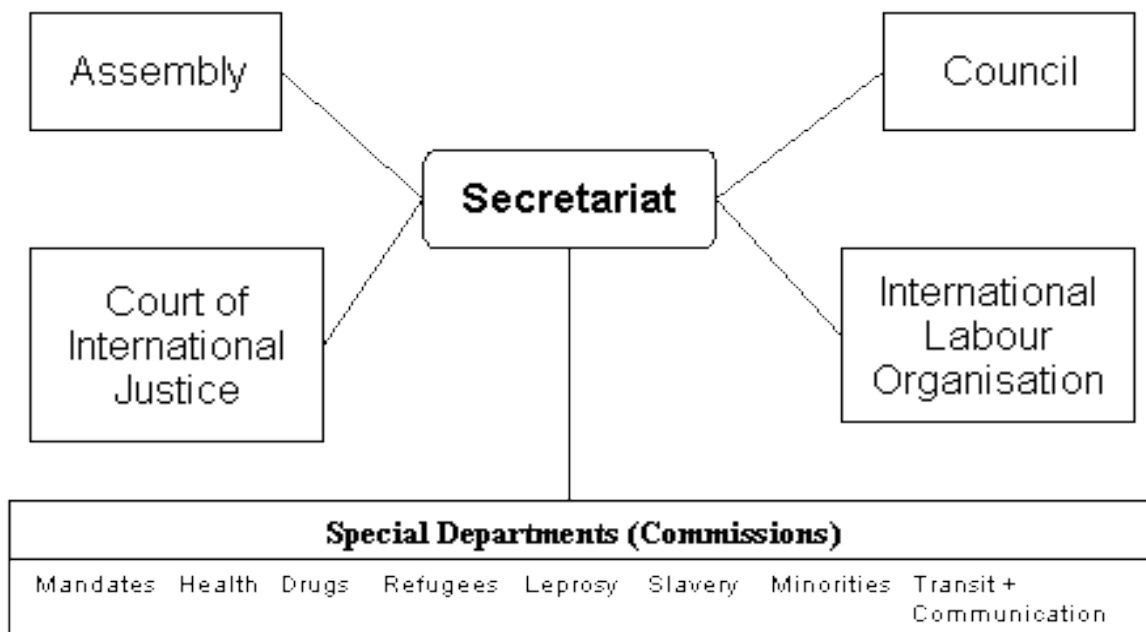 Assembly
Council
Secretariat
Court of
International
Justice
International
Labour
Organisation
Special Departments (Commissions)
Mandates Health Drugs Refugees Leprosy Slavery Minorities Transit +
Communication